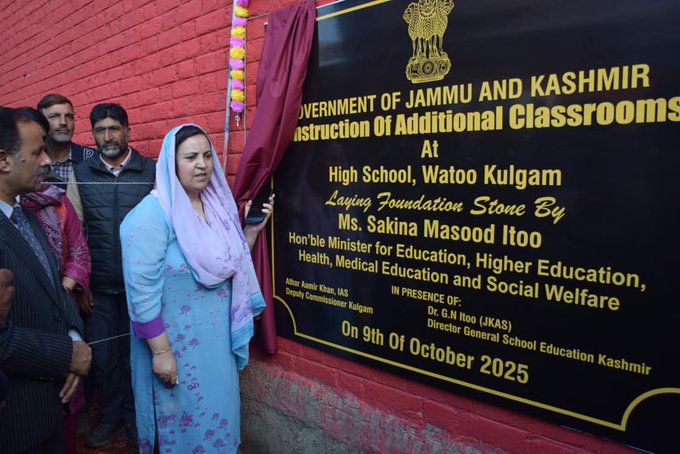 GOVERNMENT OF JAMMU AND KASHMIR
Construction Of Additional Classrooms
At
High School, Watoo Kulgam
Laying Foundation Stone By
Ms. Sakina Masood Itoo
Hon'ble Minister for Education, Higher Education,
Health, Medical Education and Social Welfare
Athar Aamir Khan, IAS
Deputy Commissioner Kulgam
IN PRESENCE OF:
Dr. G.N Itoo (JKAS)
Director General School Education Kashmir
On 9th Of October 2025